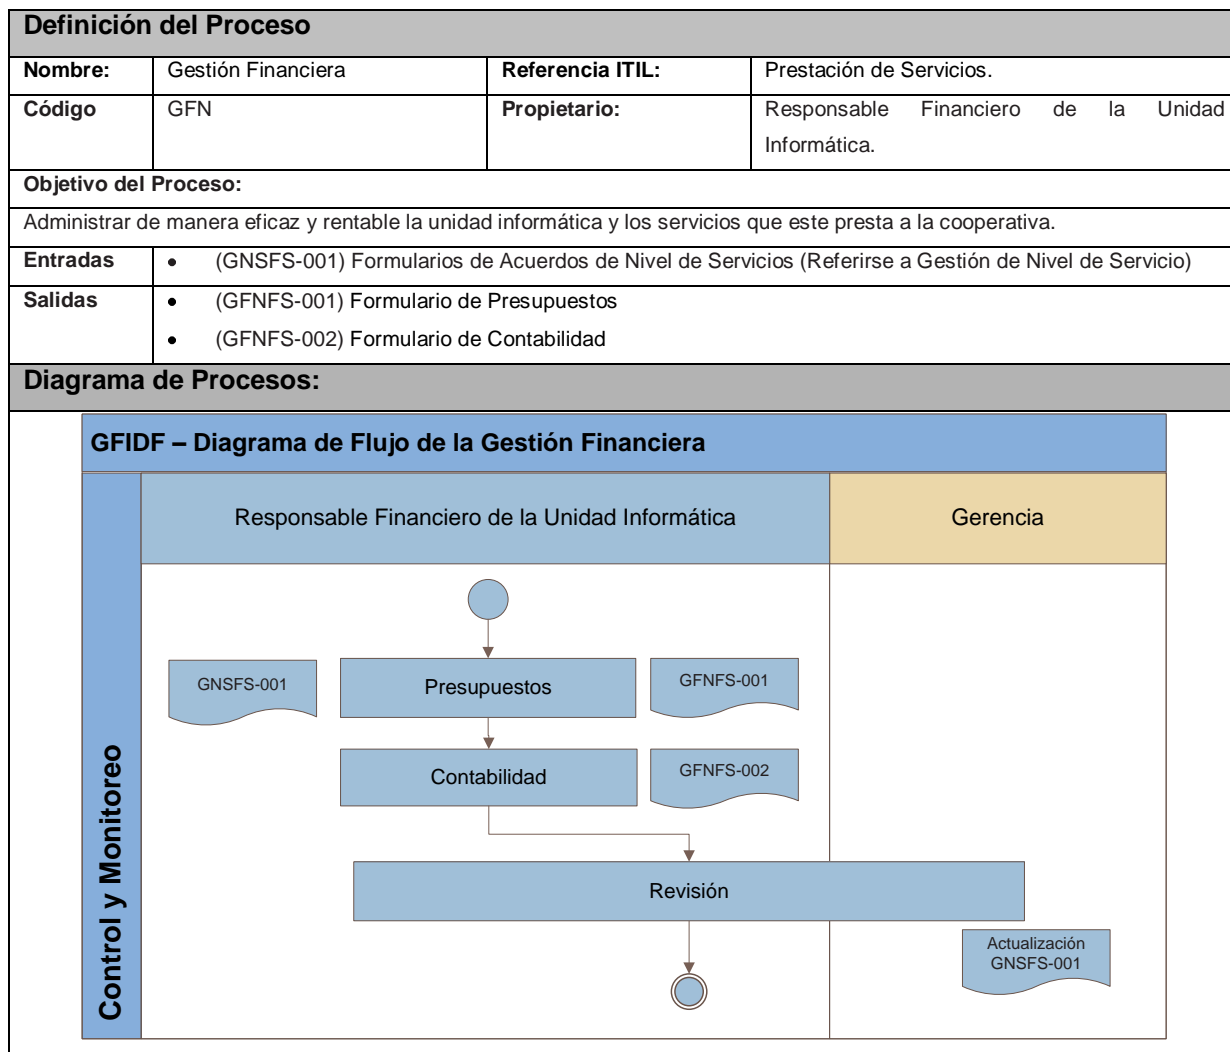 Definición del Proceso
Nombre: Gestión Financiera Referencia ITIL: Prestación de Servicios.
Código GFN Propietario: Responsable Financiero de la Unidad
Informática.
Objetivo del Proceso:
Administrar de manera eficaz y rentable la unidad informática y los servicios que este presta a la cooperativa.
Entradas • (GNSFS-001) Formularios de Acuerdos de Nivel de Servicios (Referirse a Gestión de Nivel de Servicio)
Salidas • (GFNFS-001) Formulario de Presupuestos
• (GFNFS-002) Formulario de Contabilidad
Diagrama de Procesos:
GFIDF – Diagrama de Flujo de la Gestión Financiera
Responsable Financiero de la Unidad Informática Gerencia
Control y Monitoreo
GNSFS-001 Presupuestos GFNFS-001
Contabilidad GFNFS-002
Revisión
Actualización
GNSFS-001